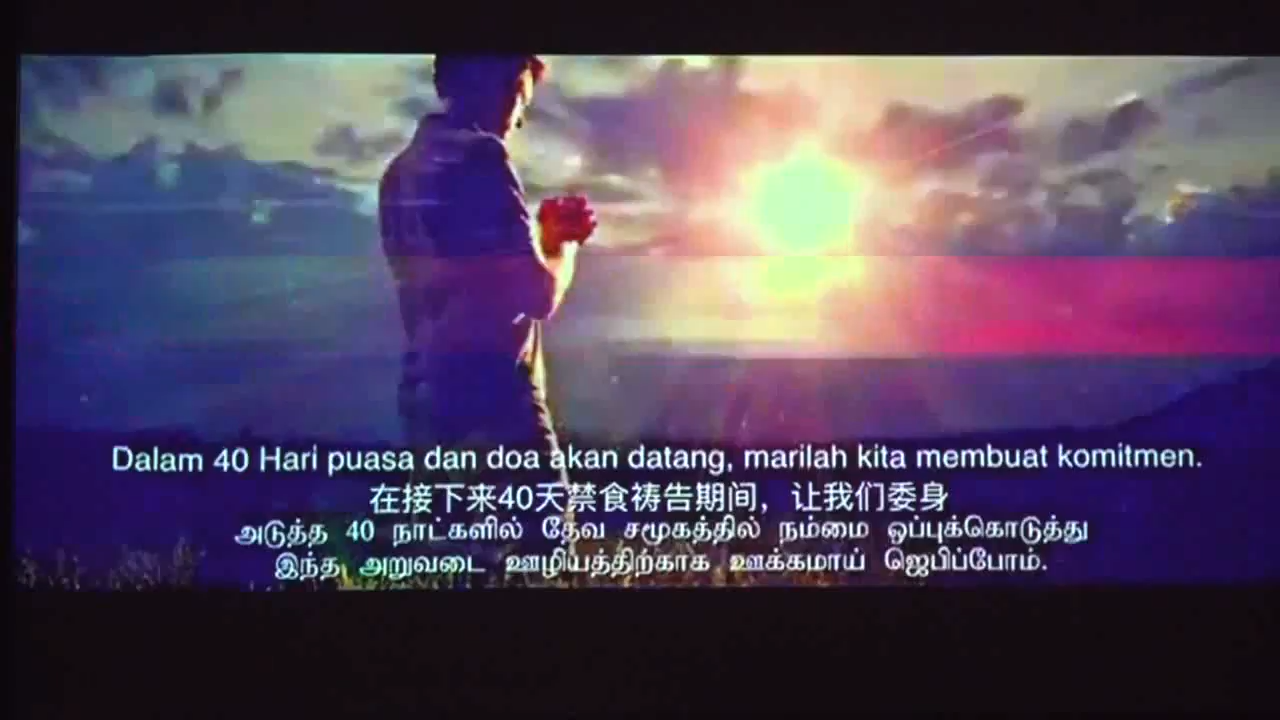 Dalam 40 Hari puasa dan doa akan datang, marilah kita membuat komitmen.
在接下来40天禁食祷告期间，让我们委身
அடுத்த 40 நாட்களில் தேவ சமூகத்தில் நம்மை ஒப்புக்கொடுத்து
இந்த அறுவடை ஊழியத்திற்காக ஊக்கமாய் ஜெபிப்போம்.